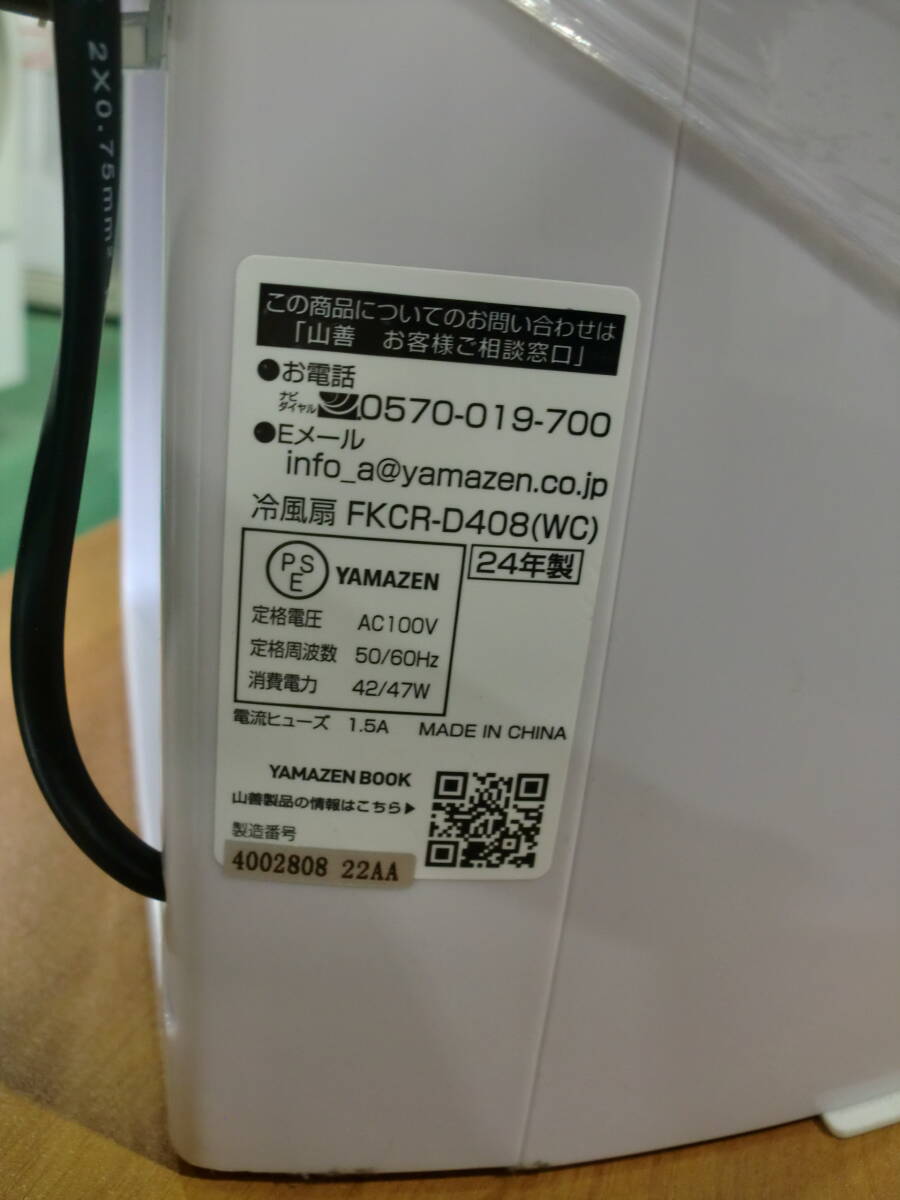 2X0.75mm²
この商品についてのお問い合わせは
「山善　お客様ご相談窓口」
●お電話
ナビダイヤル 0570-019-700
●Eメール
info_a@yamazen.co.jp
冷風扇 FKCR-D408(WC)
PSE YAMAZEN
24年製
定格電圧 AC100V
定格周波数 50/60Hz
消費電力 42/47W
電流ヒューズ 1.5A MADE IN CHINA
YAMAZEN BOOK
山善製品の情報はこちら▶
製造番号
4002808 22AA